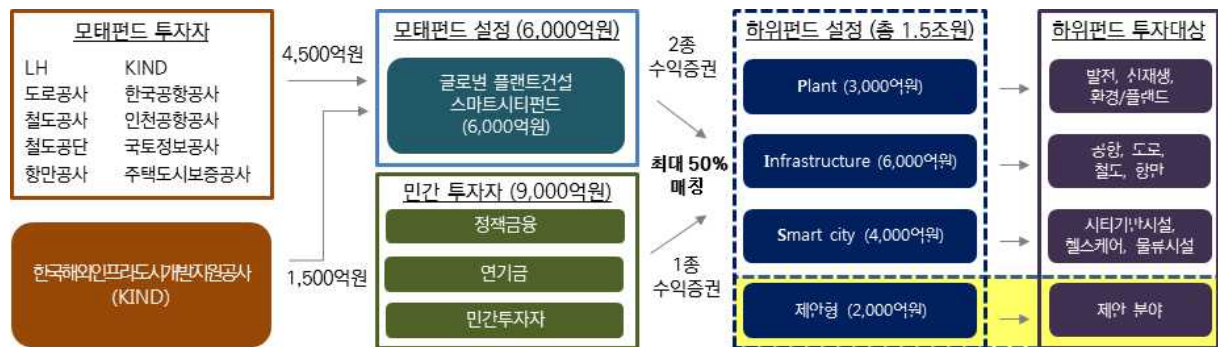 모태펀드 투자자
LH KIND
도로공사 한국공항공사
철도공사 인천공항공사
철도공단 국토정보공사
항만공사 주택도시보증공사
한국해외인프라도시개발지원공사
(KIND)
4,500억원
1,500억원
모태펀드 설정 (6,000억원)
글로벌 플랜트건설
스마트시티펀드
(6,000억원)
민간 투자자 (9,000억원)
정책금융
연기금
민간투자자
2종
수익증권
최대 50%
매칭
1종
수익증권
하위펀드 설정 (총 1.5조원)
Plant (3,000억원)
Infrastructure (6,000억원)
Smart city (4,000억원)
제안형 (2,000억원)
하위펀드 투자대상
발전, 신재생,
환경/플랜드
공항, 도로,
철도, 항만
시티기반시설,
헬스케어, 물류시설
제안 분야